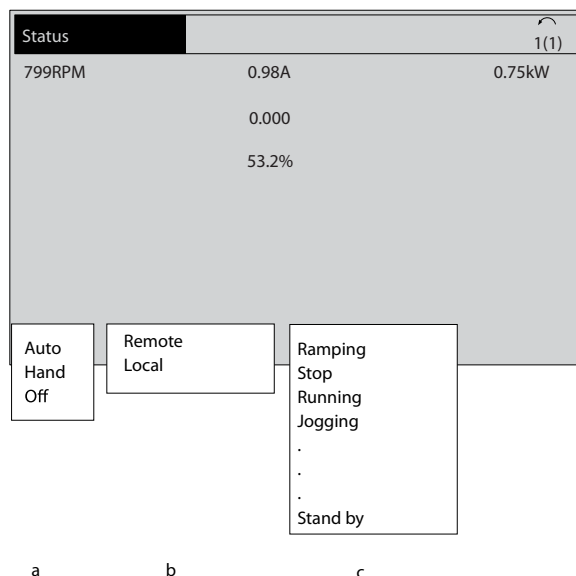 Status
1(1)
799RPM 0.98A 0.75kW
0.000
53.2%
Auto
Hand
Off
Remote
Local
Ramping
Stop
Running
Jogging
.
.
.
Stand by
a b c